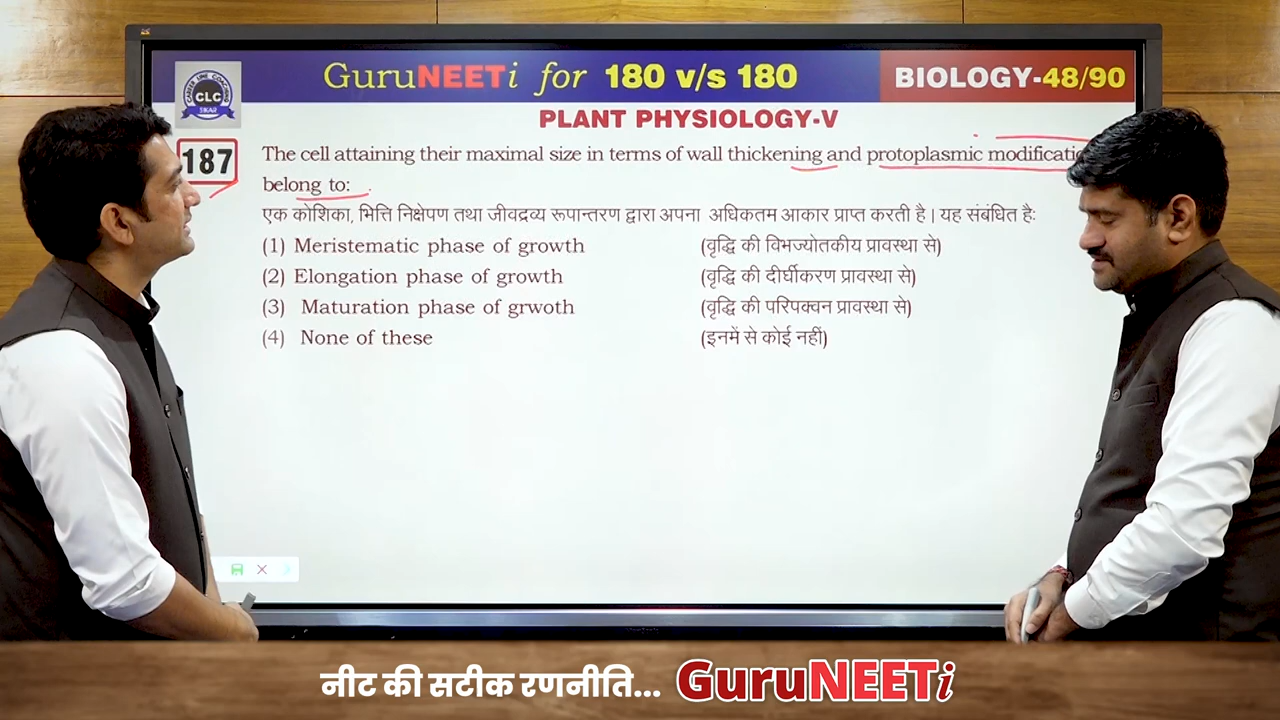 GuruNEETi for 180 v/s 180
BIOLOGY-48/90
CLC
SIKAR
PLANT PHYSIOLOGY-V
187
The cell attaining their maximal size in terms of wall thickening and protoplasmic
belong to:
एक कोशिका, भित्ति निक्षेपण तथा जीवद्रव्य रूपान्तरण द्वारा अपना अधिकतम आकार प्राप्त करती है। यह संबंधित है:
(1) Meristematic phase of growth (वृद्धि की विभज्योतकीय प्रावस्था से)
(2) Elongation phase of growth (वृद्धि की दीर्घीकरण प्रावस्था से)
(3) Maturation phase of grwoth (वृद्धि की परिपक्वन प्रावस्था से)
(4) None of these (इनमें से कोई नहीं)
नीट की सटीक रणनीति... GuruNEETi